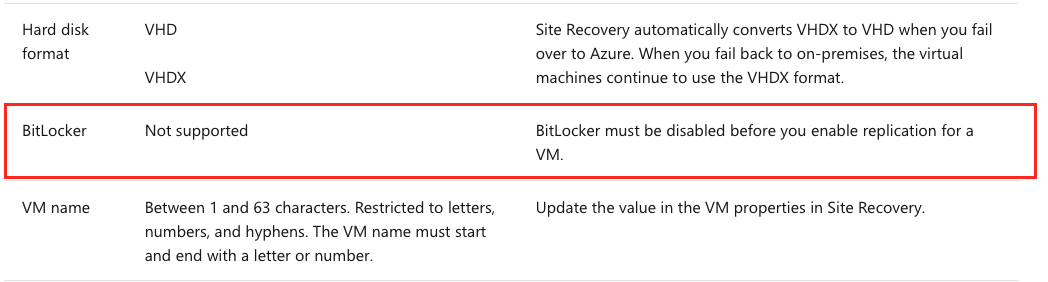 Hard disk
format
VHD
VHDX
Site Recovery automatically converts VHDX to VHD when you fail
over to Azure. When you fail back to on-premises, the virtual
machines continue to use the VHDX format.
BitLocker
Not supported
BitLocker must be disabled before you enable replication for a
VM.
VM name
Between 1 and 63 characters. Restricted to letters,
numbers, and hyphens. The VM name must start
and end with a letter or number.
Update the value in the VM properties in Site Recovery.